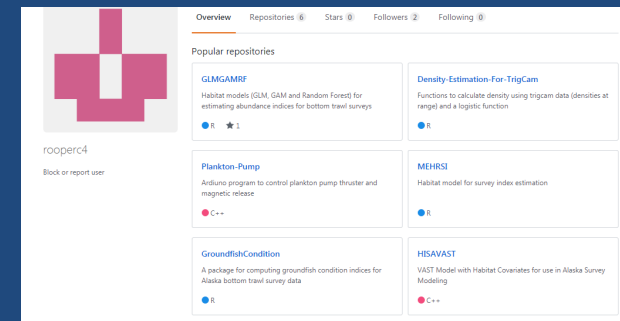 Overview Repositories 6 Stars 0 Followers 2 Following 0
Popular repositories
GLMGAMRF
Habitat models (GLM, GAM and Random Forest) for
estimating abundance indices for bottom trawl surveys
R ★ 1
Density-Estimation-For-TrigCam
Functions to calculate density using trigcam data (densities at
range) and a logistic function
R
rooperc4
Block or report user
Plankton-Pump
Ardiuno program to control plankton pump thruster and
magnetic release
C++
MEHRSI
Habitat model for survey index estimation
R
GroundfishCondition
A package for computing groundfish condition indices for
Alaska bottom trawl survey data
R
HISAVAST
VAST Model with Habitat Covariates for use in Alaska Survey
Modeling
C++